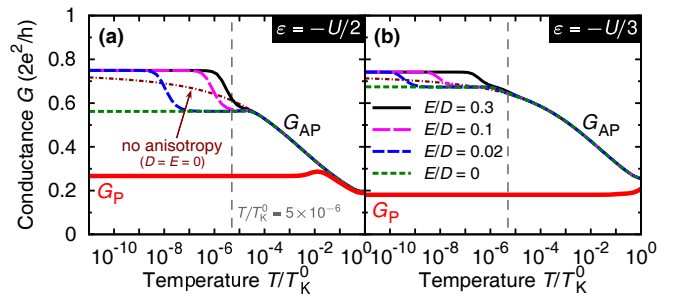 (a)
ε = −U/2
(b)
ε = −U/3
Conductance G (2e²/h)
1
0.8
0.6
0.4
0.2
0
no anisotropy
(D = E = 0)
G_AP
G_P
T/T_K^0 = 5×10^−6
G_AP
E/D = 0.3
E/D = 0.1
E/D = 0.02
E/D = 0
G_P
10^−10 10^−8 10^−6 10^−4 10^−2 10^0
10^−10 10^−8 10^−6 10^−4 10^−2 10^0
Temperature T/T_K^0
Temperature T/T_K^0